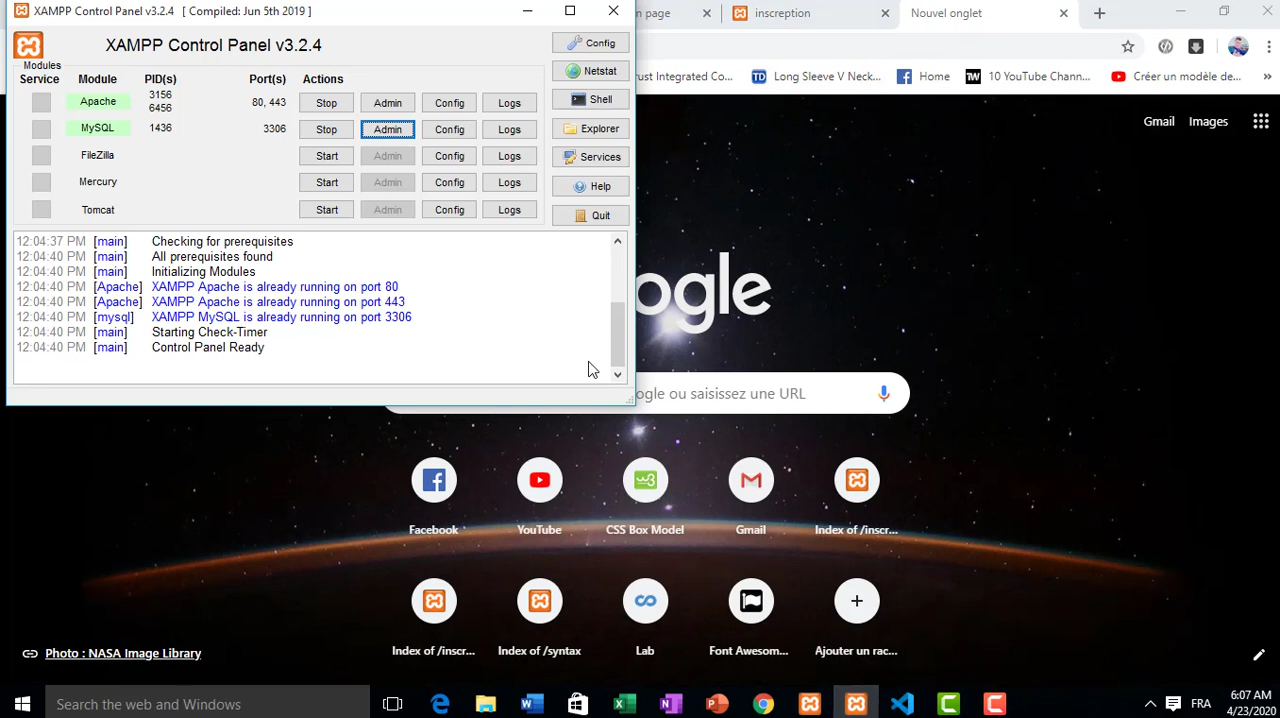 XAMPP Control Panel v3.2.4 [ Compiled: Jun 5th 2019 ]
n page
inscreption
Nouvel onglet
XAMPP Control Panel v3.2.4
Config
Modules
Service Module PID(s) Port(s) Actions
Netstat
Apache 3156 6456 80, 443 Stop Admin Config Logs
Shell
MySQL 1436 3306 Stop Admin Config Logs
Explorer
FileZilla Start Admin Config Logs
Services
Mercury Start Admin Config Logs
Help
Tomcat Start Admin Config Logs
Quit
12:04:37 PM [main] Checking for prerequisites
12:04:40 PM [main] All prerequisites found
12:04:40 PM [main] Initializing Modules
12:04:40 PM [Apache] XAMPP Apache is already running on port 80
12:04:40 PM [Apache] XAMPP Apache is already running on port 443
12:04:40 PM [mysql] XAMPP MySQL is already running on port 3306
12:04:40 PM [main] Starting Check-Timer
12:04:40 PM [main] Control Panel Ready
rust Integrated Co...
TD Long Sleeve V Neck...
Home
TW 10 YouTube Chann...
Créer un modèle de...
»
Gmail Images
ogle
ogle ou saisissez une URL
Facebook YouTube CSS Box Model Gmail Index of /inscr...
Index of /inscr... Index of /syntax Lab Font Awesom... Ajouter un rac...
Photo : NASA Image Library
Search the web and Windows
FRA
6:07 AM
4/23/2020